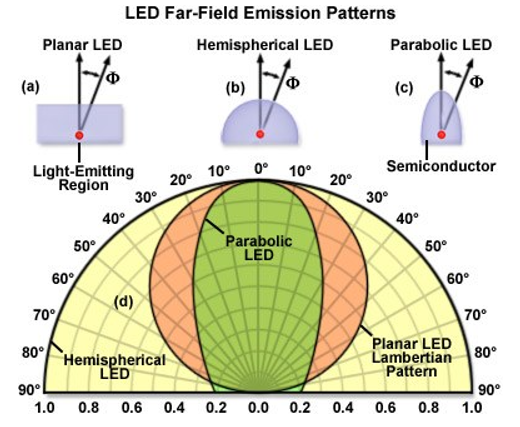 LED Far-Field Emission Patterns
Planar LED
Hemispherical LED
Parabolic LED
(a)
Φ
(b)
Φ
(c)
Φ
Light-Emitting
Region
Semiconductor
0°
10°
10°
20°
20°
30°
30°
40°
40°
50°
50°
60°
60°
70°
70°
80°
80°
90°
90°
Parabolic
LED
(d)
Hemispherical
LED
Planar LED
Lambertian
Pattern
1.0 0.8 0.6 0.4 0.2 0.0 0.2 0.4 0.6 0.8 1.0